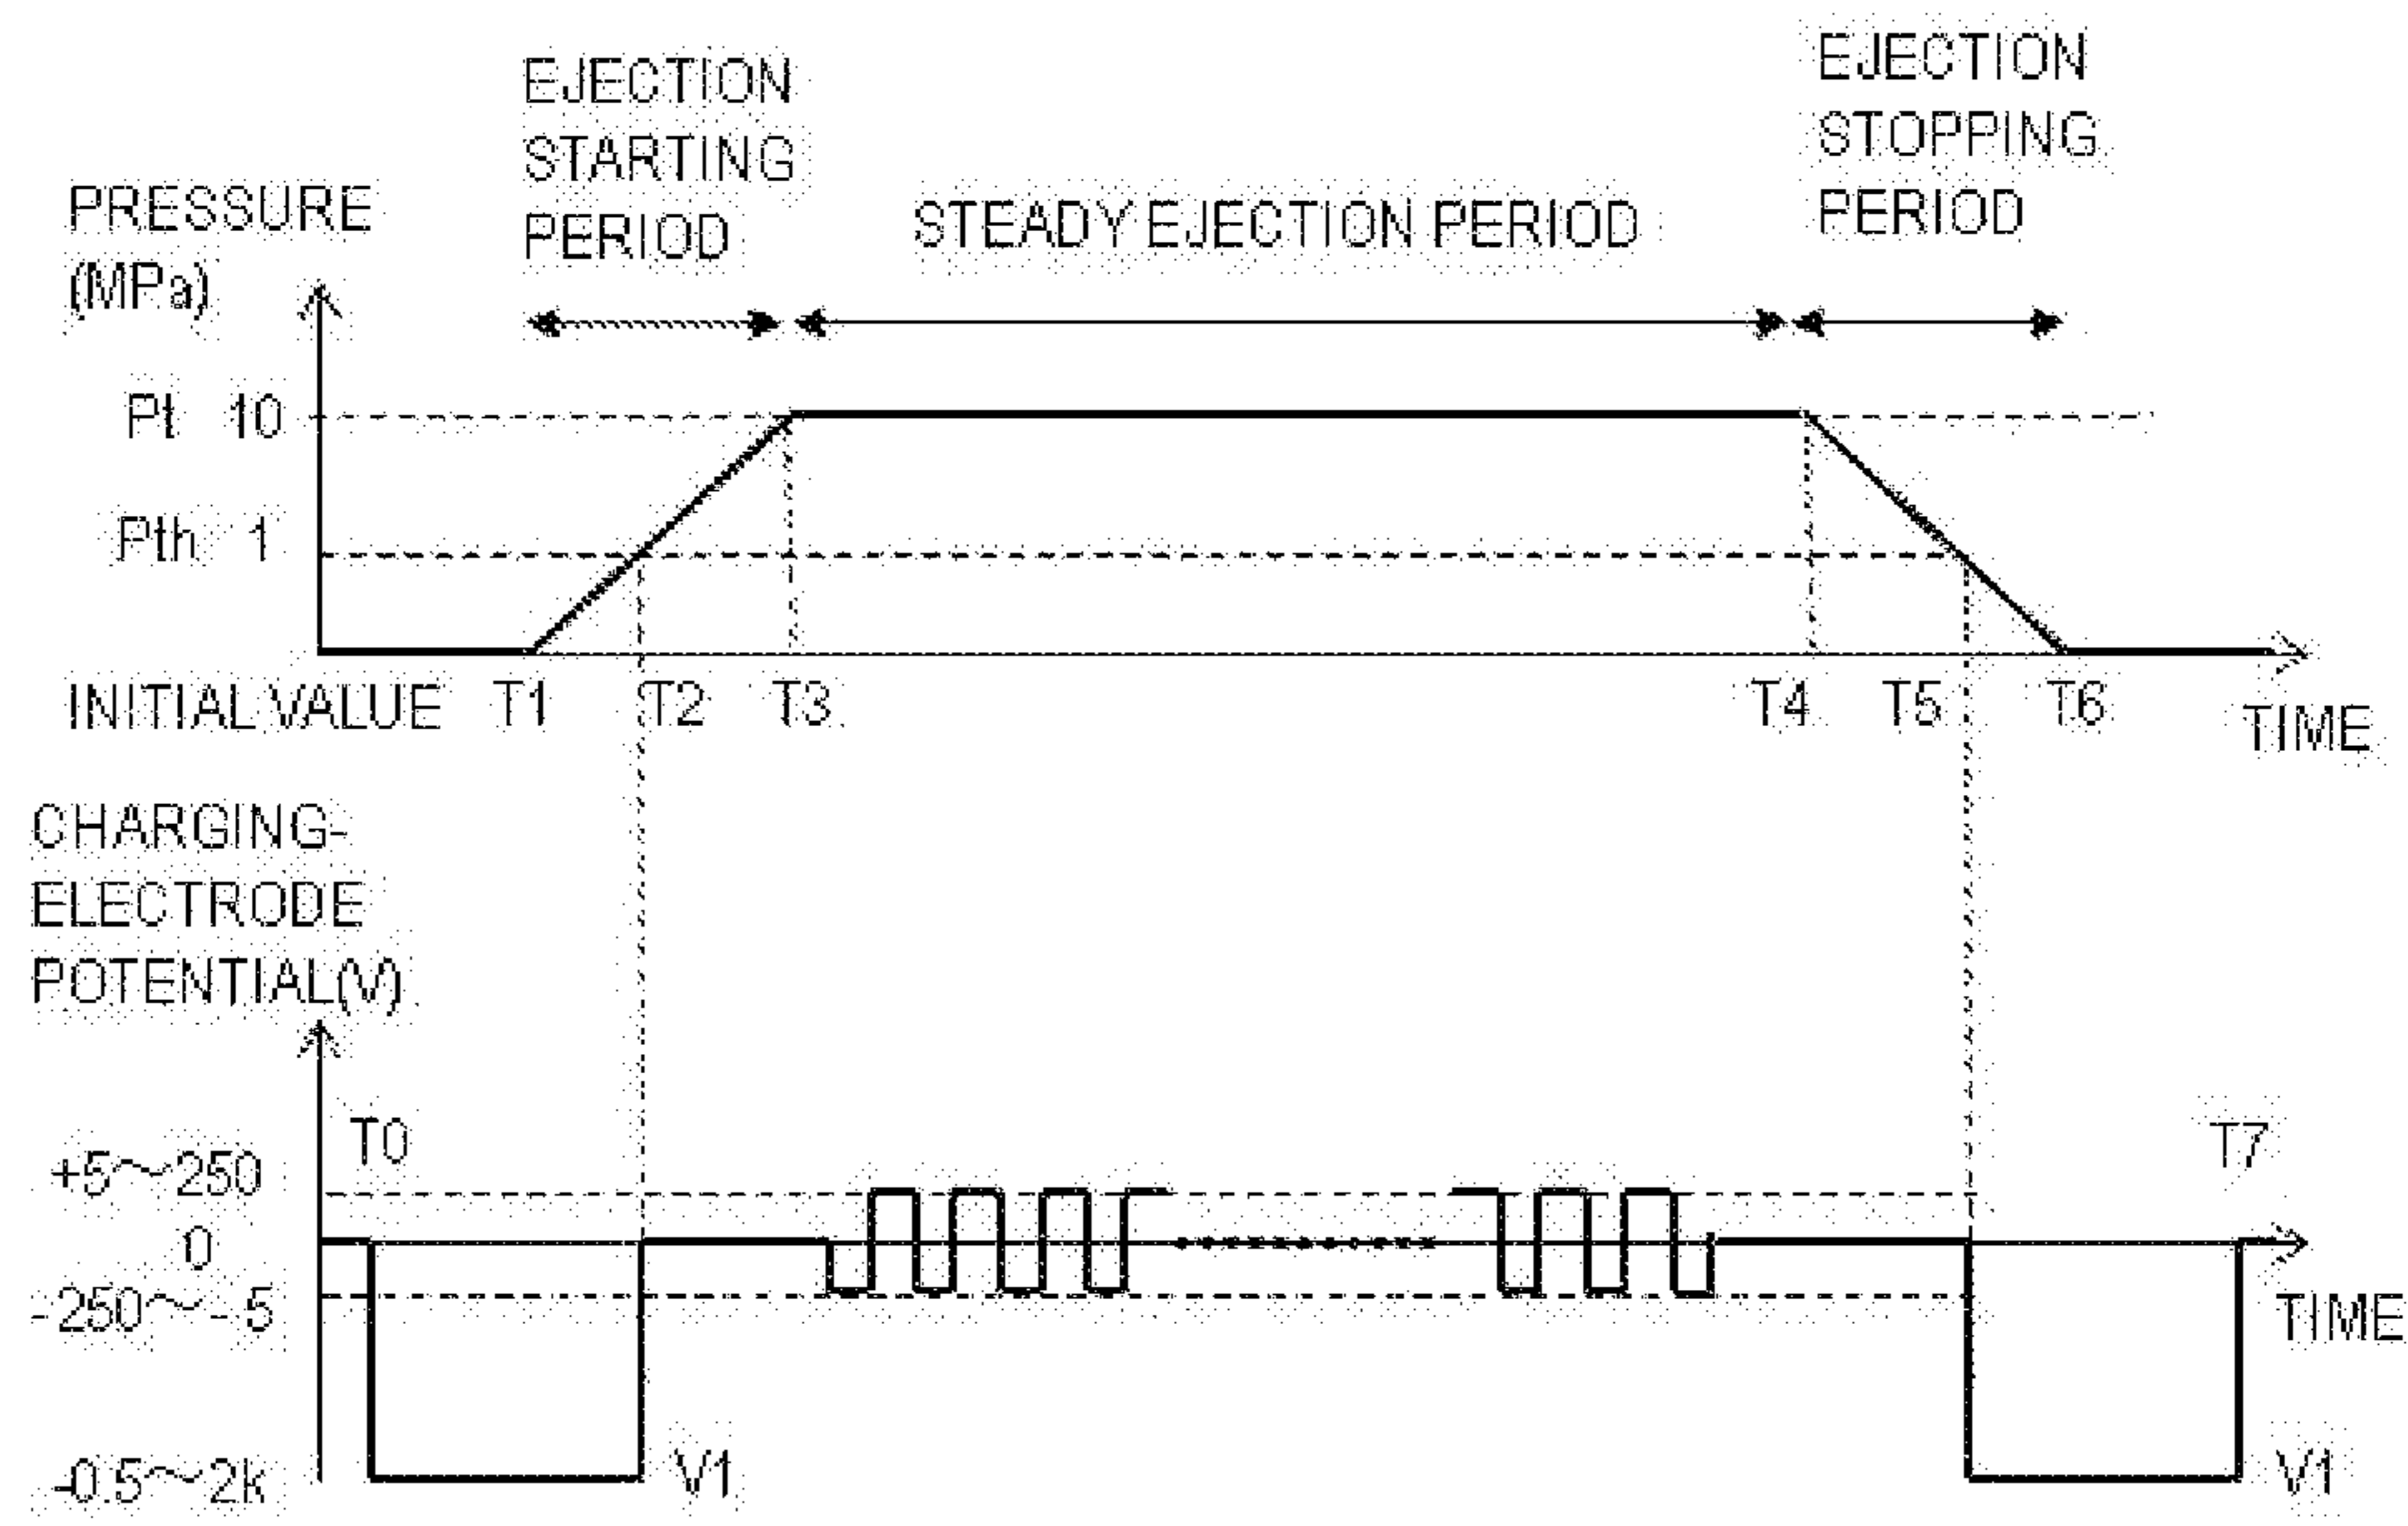 EJECTION
STARTING
PERIOD
STEADY EJECTION PERIOD
EJECTION
STOPPING
PERIOD
PRESSURE
(MPa)
Pt 10
Pth 1
INITIAL VALUE T1 T2 T3 T4 T5 T6 TIME
CHARGING-
ELECTRODE
POTENTIAL(V)
T0 T7
+5～250
0
-250～-5
TIME
-0.5～2k V1 V1